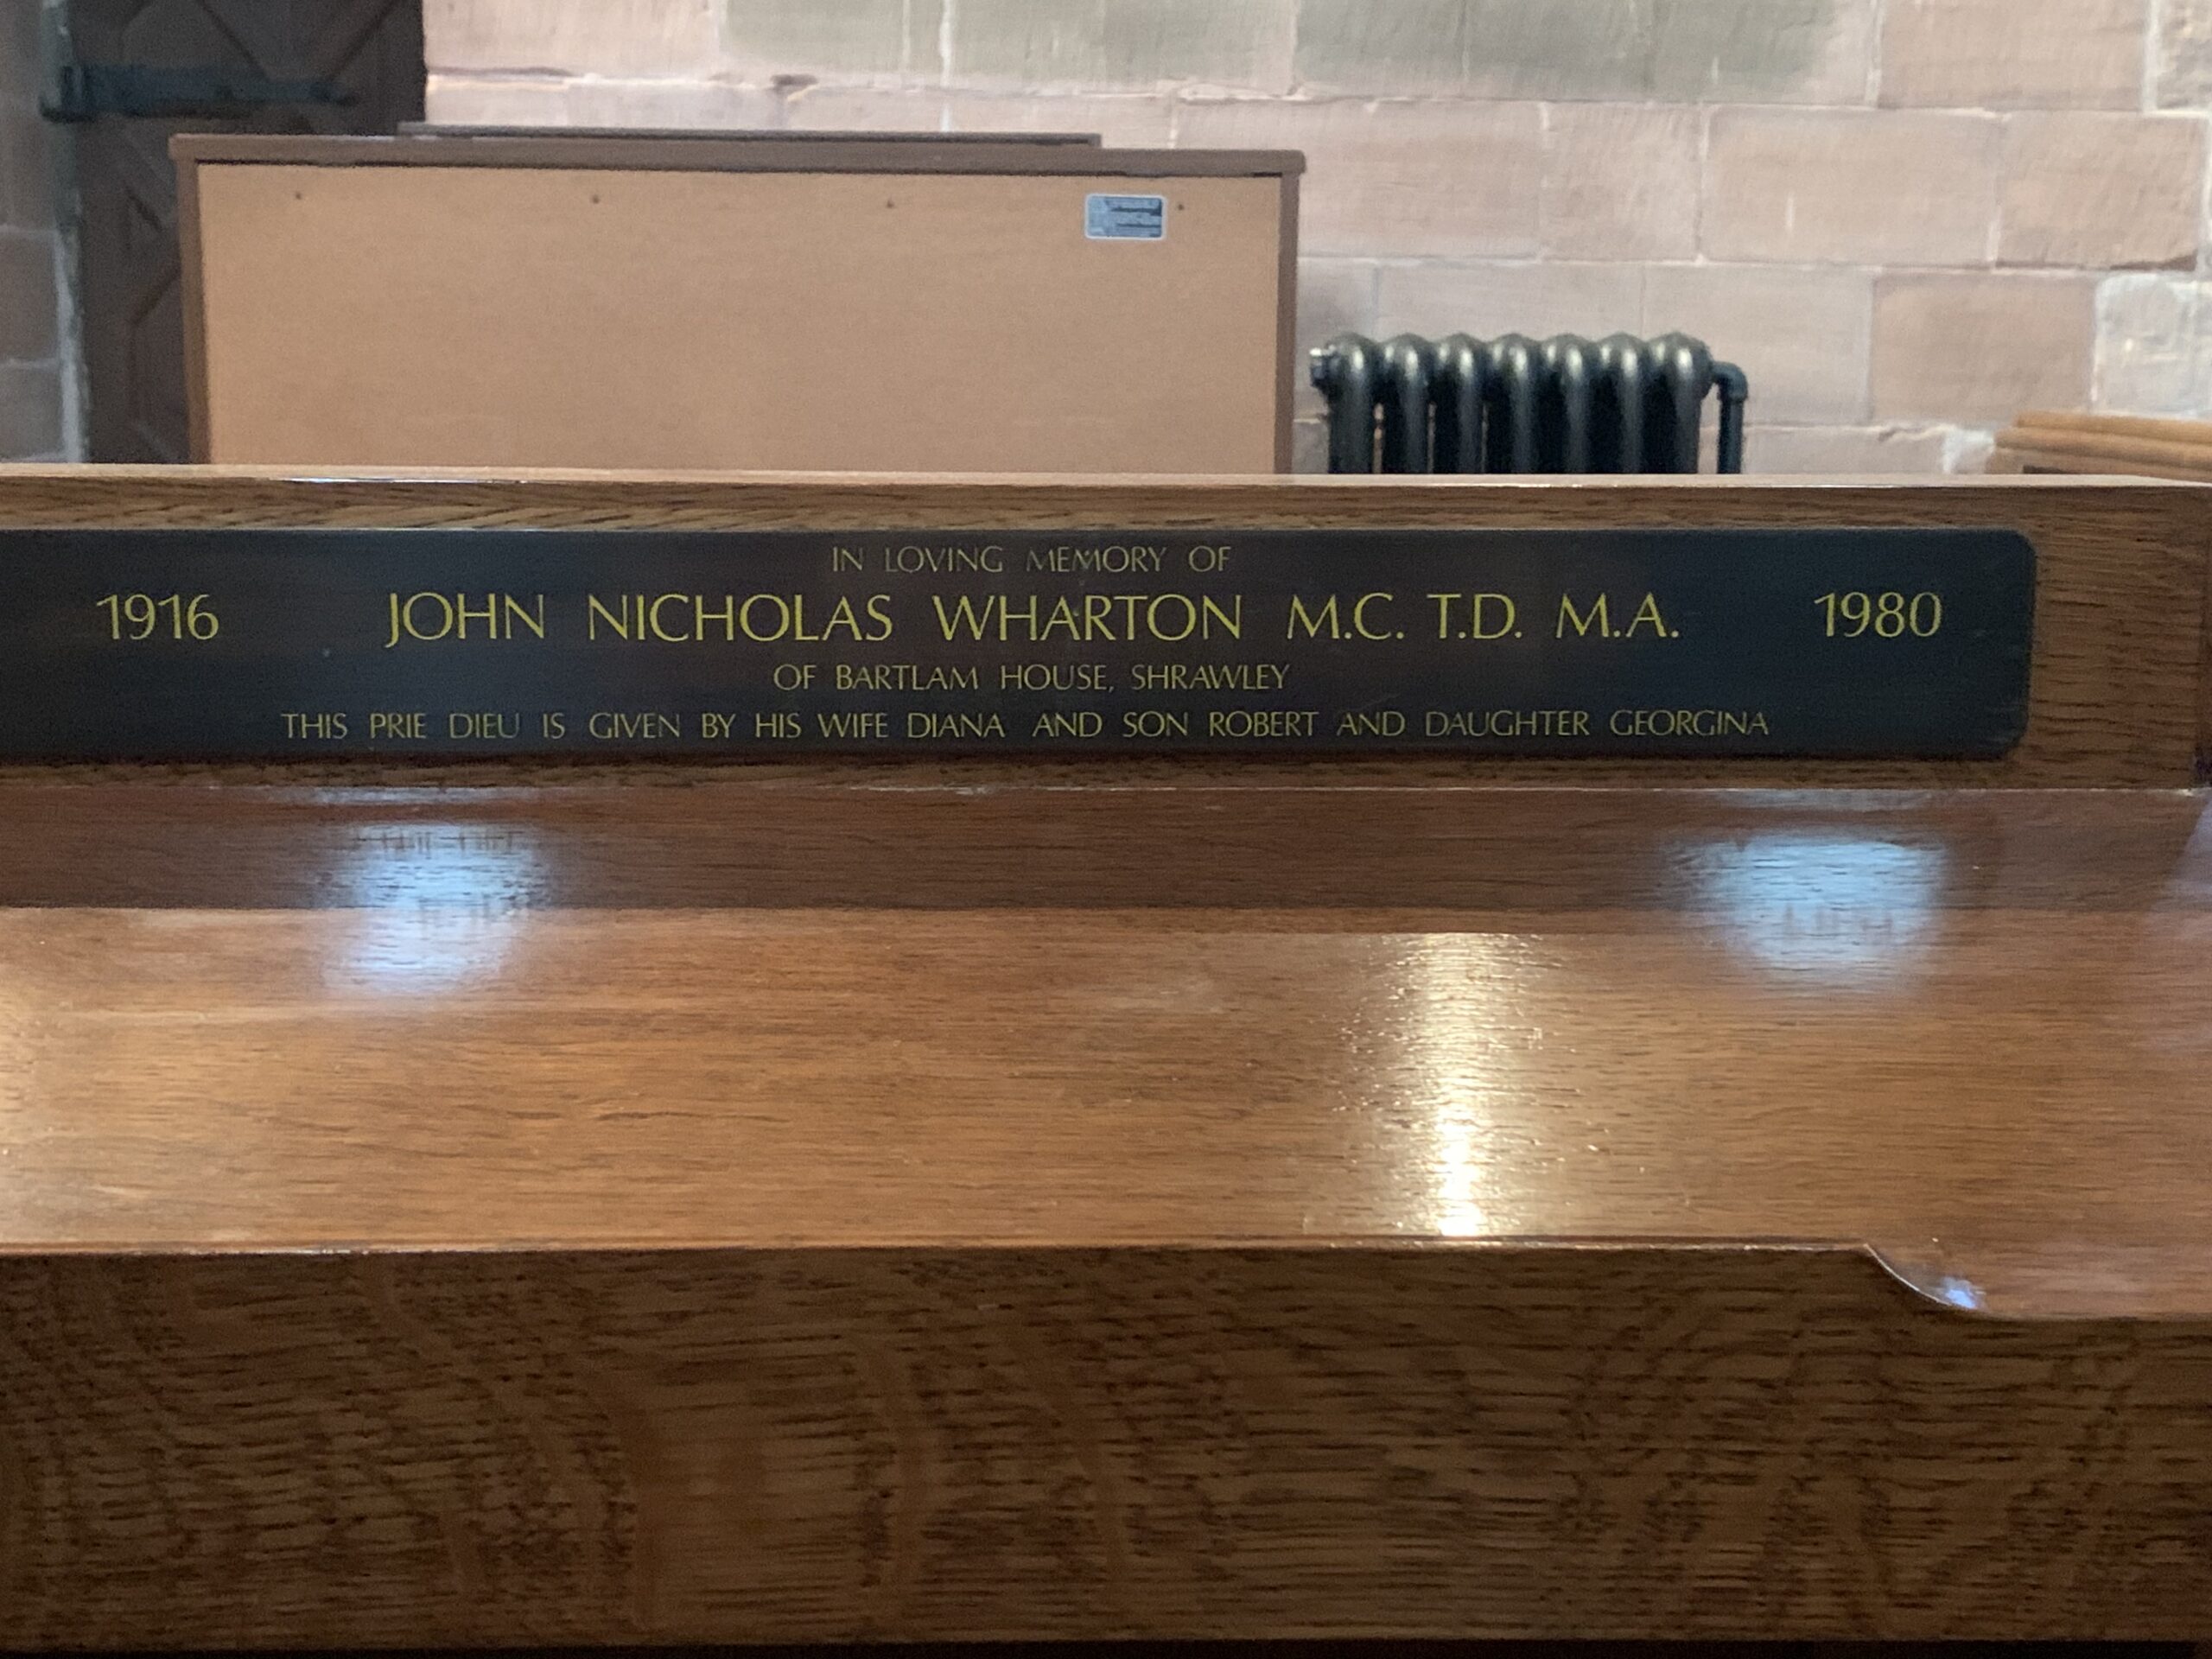 IN LOVING MEMORY OF
1916 JOHN NICHOLAS WHARTON M.C. T.D. M.A. 1980
OF BARTLAM HOUSE, SHRAWLEY
THIS PRIE DIEU IS GIVEN BY HIS WIFE DIANA AND SON ROBERT AND DAUGHTER GEORGINA